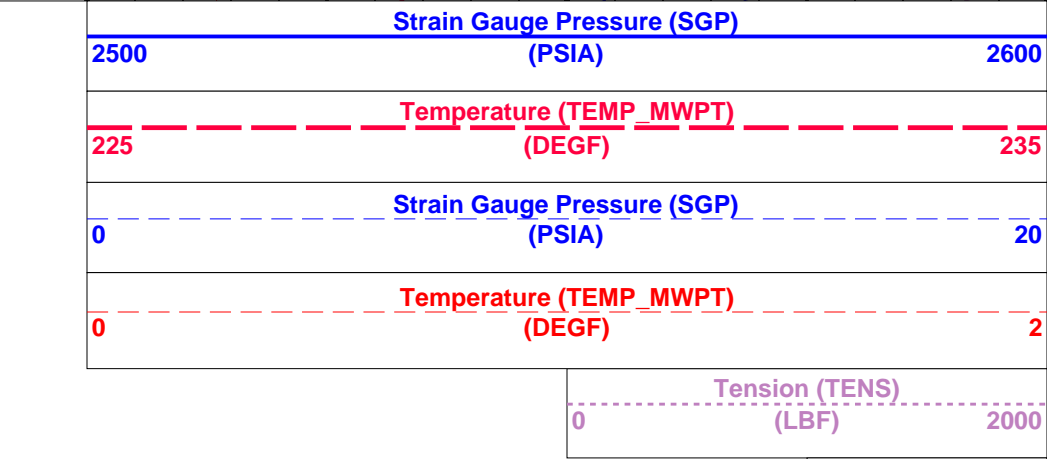 Strain Gauge Pressure (SGP)
2500 (PSIA) 2600
Temperature (TEMP_MWPT)
225 (DEGF) 235
Strain Gauge Pressure (SGP)
0 (PSIA) 20
Temperature (TEMP_MWPT)
0 (DEGF) 2
Tension (TENS)
0 (LBF) 2000